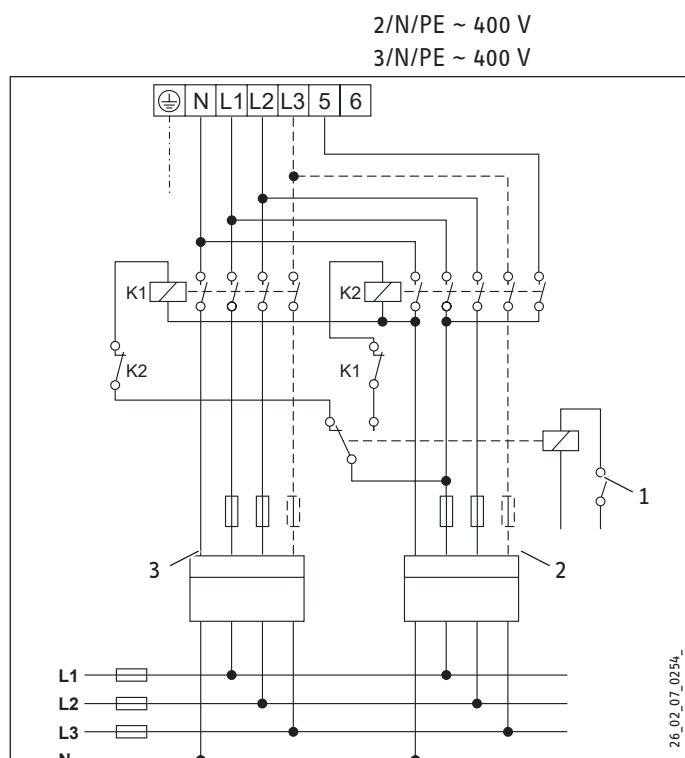 2/N/PE ~ 400 V
3/N/PE ~ 400 V
N L1 L2 L3 5 6
K1 K2
K2 K1
1
3 2
L1
L2
L3
N
26_02_07_0254_